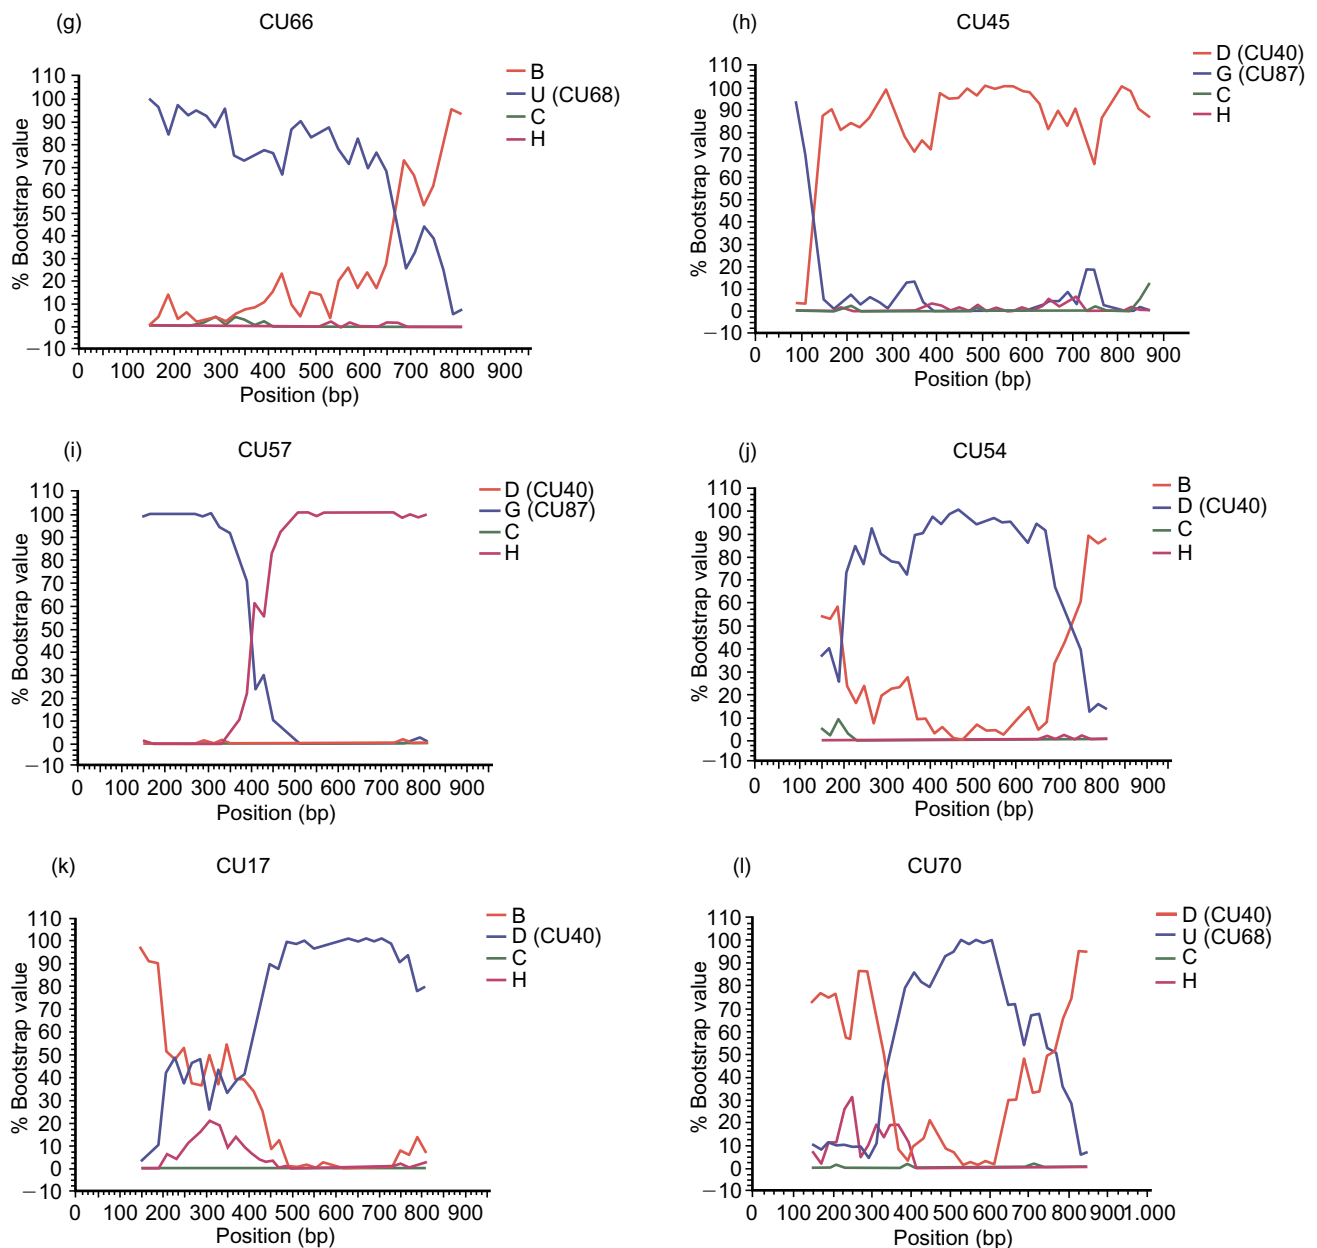 (g)
CU66
110
100
90
80
70
60
50
40
30
20
10
0
−10
% Bootstrap value
0 100 200 300 400 500 600 700 800 900
Position (bp)
B
U (CU68)
C
H
(h)
CU45
110
100
90
80
70
60
50
40
30
20
10
0
−10
% Bootstrap value
0 100 200 300 400 500 600 700 800 900
Position (bp)
D (CU40)
G (CU87)
C
H
(i)
CU57
110
100
90
80
70
60
50
40
30
20
10
0
−10
% Bootstrap value
0 100 200 300 400 500 600 700 800 900
Position (bp)
D (CU40)
G (CU87)
C
H
(j)
CU54
110
100
90
80
70
60
50
40
30
20
10
0
−10
% Bootstrap value
0 100 200 300 400 500 600 700 800 900
Position (bp)
B
D (CU40)
C
H
(k)
CU17
110
100
90
80
70
60
50
40
30
20
10
0
−10
% Bootstrap value
0 100 200 300 400 500 600 700 800 900
Position (bp)
B
D (CU40)
C
H
(l)
CU70
110
100
90
80
70
60
50
40
30
20
10
0
−10
% Bootstrap value
0 100 200 300 400 500 600 700 800 900 1.000
Position (bp)
D (CU40)
U (CU68)
C
H